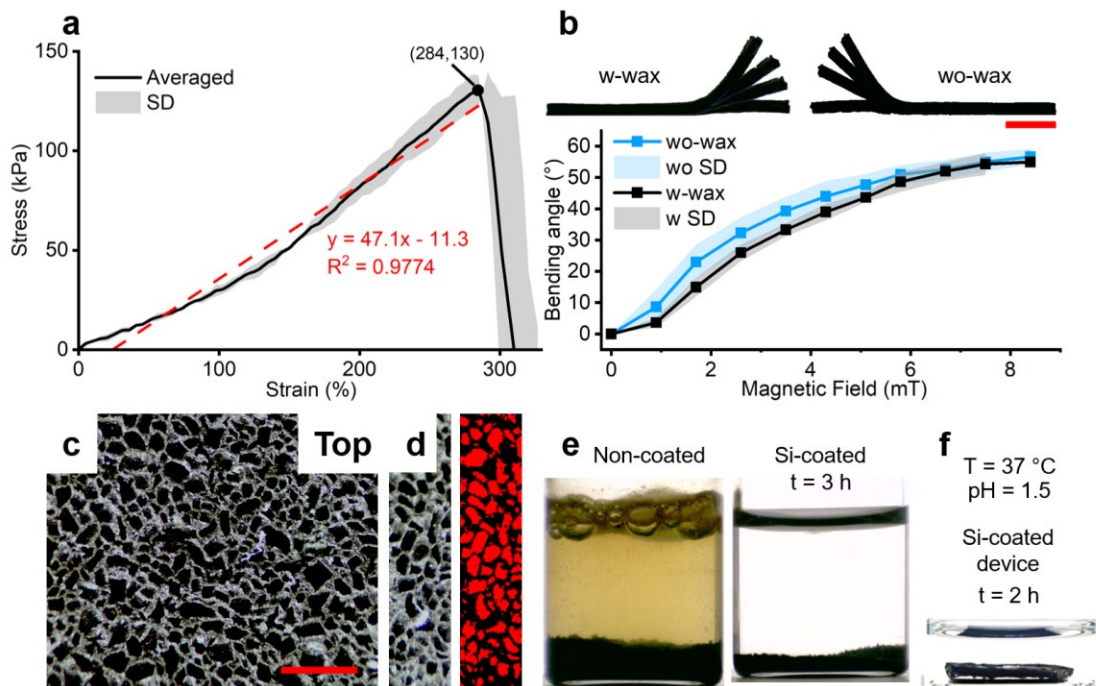 a
150
100
50
0
Stress (kPa)
Averaged
SD
(284,130)
y = 47.1x - 11.3
R² = 0.9774
0 100 200 300
Strain (%)
b
w-wax
wo-wax
wo-wax
wo SD
w-wax
w SD
60
50
40
30
20
10
0
Bending angle (°)
0 2 4 6 8
Magnetic Field (mT)
c
Top
d
e
Non-coated
Si-coated
t = 3 h
f
T = 37 °C
pH = 1.5
Si-coated
device
t = 2 h